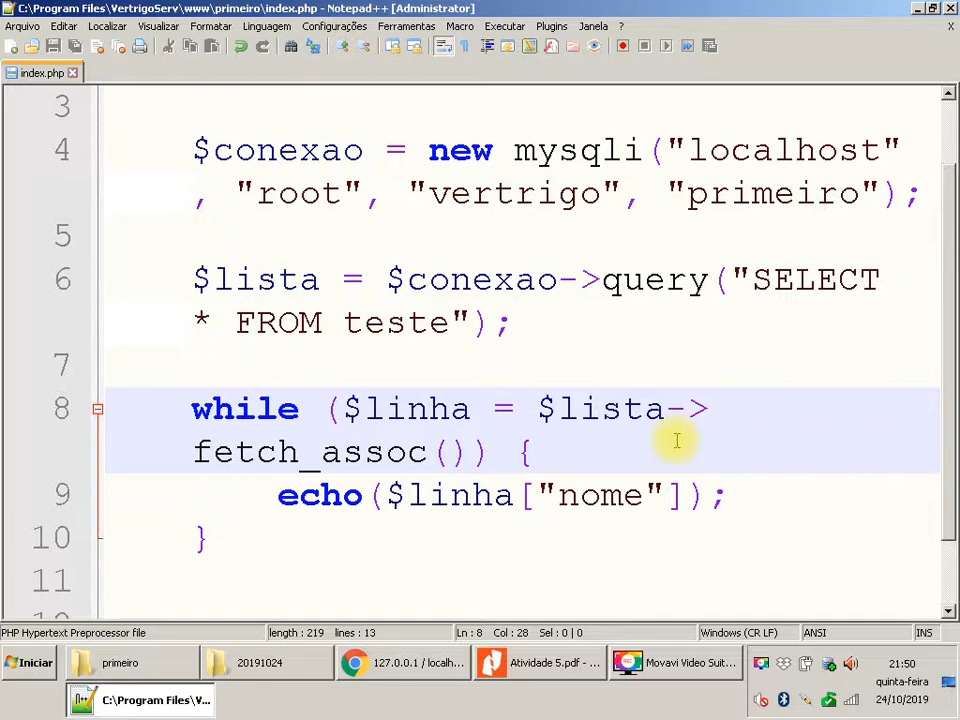 C:\Program Files\VertrigoServ\www\primeiro\index.php - Notepad++ [Administrator]
Arquivo Editar Localizar Visualizar Formatar Linguagem Configurações Ferramentas Macro Executar Plugins Janela ? X
index.php
3
4 $conexao = new mysqli("localhost"
, "root", "vertrigo", "primeiro");
5
6 $lista = $conexao->query("SELECT
* FROM teste");
7
8 while ($linha = $lista->
fetch_assoc()) {
9 echo($linha["nome"]);
10 }
11
PHP Hypertext Preprocessor file length : 219 lines : 13 Ln : 8 Col : 28 Sel : 0 | 0 Windows (CR LF) ANSI INS
Iniciar primeiro 20191024 127.0.0.1 / localh... Atividade 5.pdf - ... Movavi Video Suit... 21:50
quinta-feira
C:\Program Files\Ver... 24/10/2019